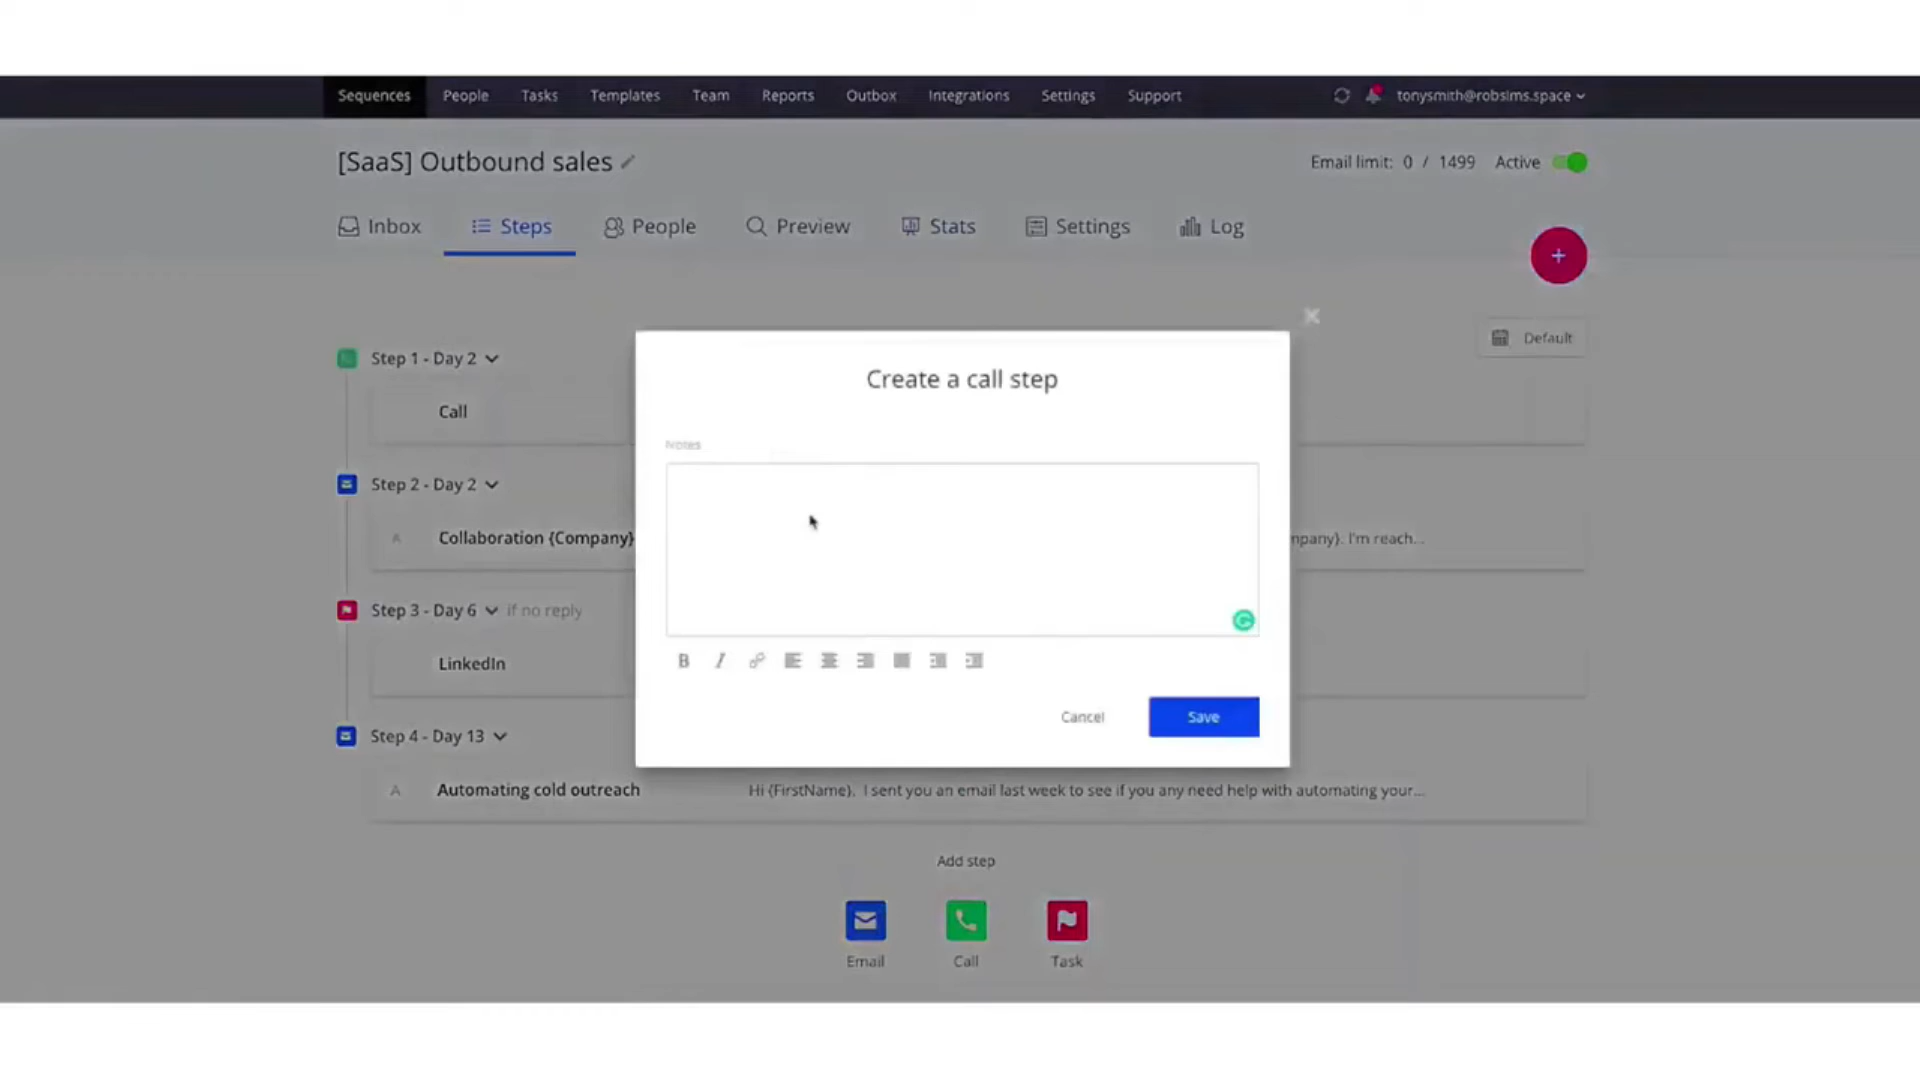 Sequences People Tasks Templates Team Reports Outbox Integrations Settings Support tonysmith@robsims.space
[SaaS] Outbound sales
Email limit: 0 / 1499 Active
Inbox Steps People Preview Stats Settings Log
+
Default
Step 1 - Day 2
Call
Step 2 - Day 2
A Collaboration {Company} mpany}. I'm reach...
Step 3 - Day 6 if no reply
LinkedIn
Step 4 - Day 13
A Automating cold outreach Hi {FirstName}. I sent you an email last week to see if you any need help with automating your...
Create a call step
Notes
B I
Cancel Save
Add step
Email Call Task